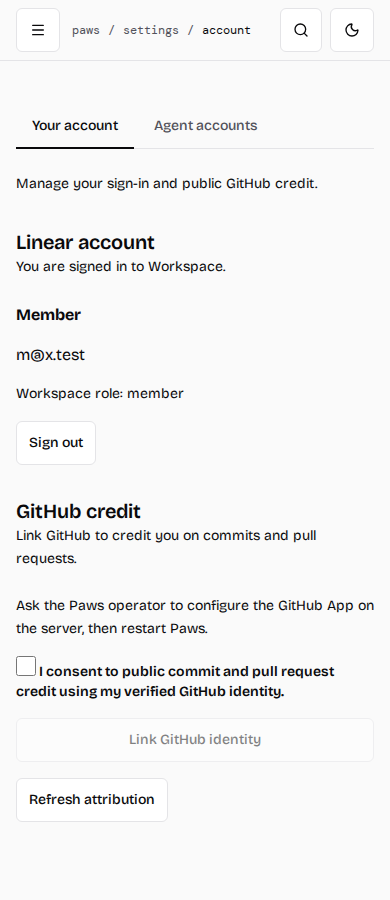 paws / settings / account
Your account
Agent accounts
Manage your sign-in and public GitHub credit.
Linear account
You are signed in to Workspace.
Member
m@x.test
Workspace role: member
Sign out
GitHub credit
Link GitHub to credit you on commits and pull
requests.
Ask the Paws operator to configure the GitHub App on
the server, then restart Paws.
I consent to public commit and pull request
credit using my verified GitHub identity.
Link GitHub identity
Refresh attribution